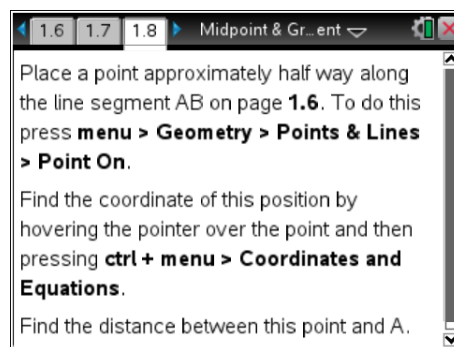 1.6 1.7 1.8 Midpoint & Gr...ent
Place a point approximately half way along
the line segment AB on page 1.6. To do this
press menu > Geometry > Points & Lines
> Point On.
Find the coordinate of this position by
hovering the pointer over the point and then
pressing ctrl + menu > Coordinates and
Equations.
Find the distance between this point and A.